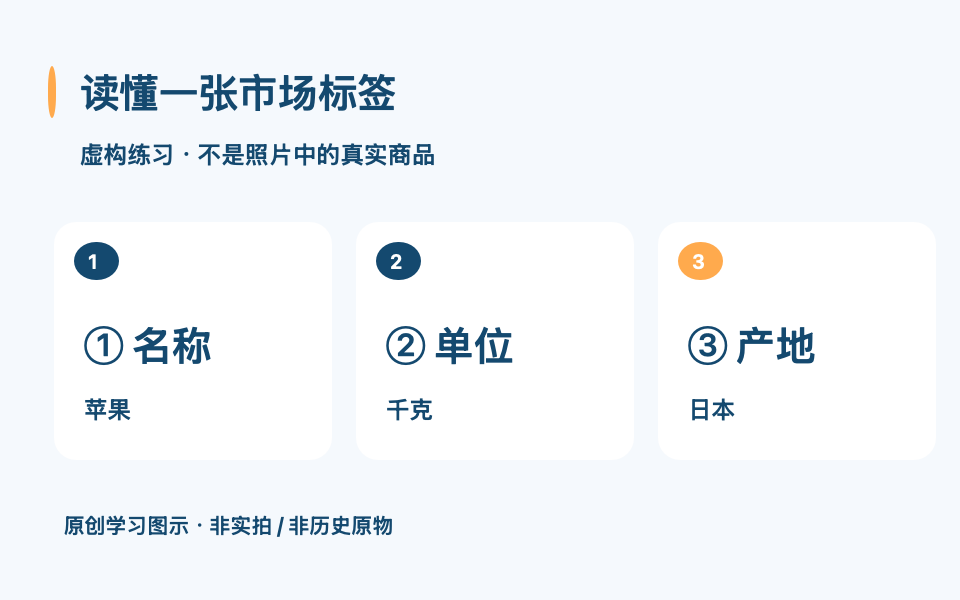 读懂一张市场标签
虚构练习 · 不是照片中的真实商品
1
① 名称
苹果
2
② 单位
千克
3
③ 产地
日本
原创学习图示 · 非实拍 / 非历史原物